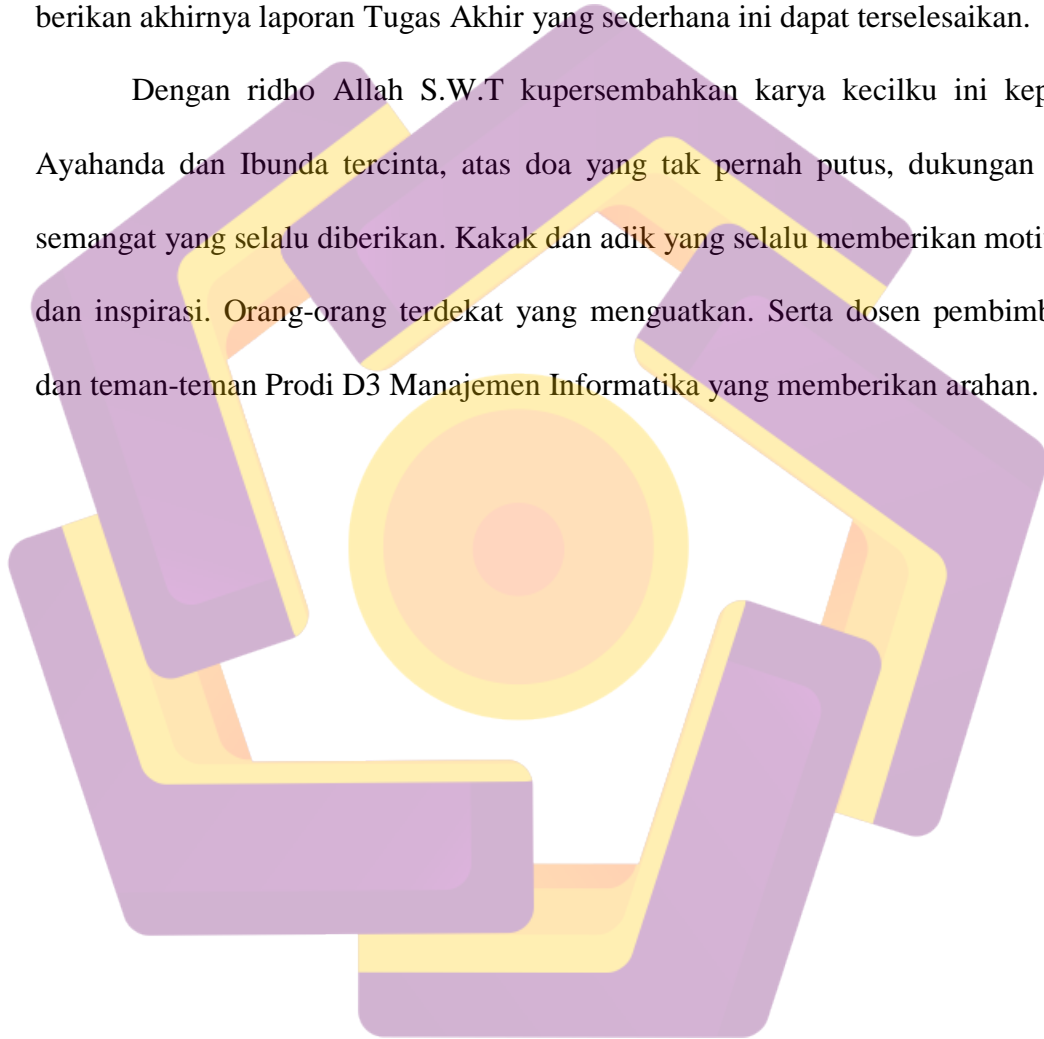 berikan akhirnya laporan Tugas Akhir yang sederhana ini dapat terselesaikan.
Dengan ridho Allah S.W.T kupersembahkan karya kecilku ini kep
Ayahanda dan Ibunda tercinta, atas doa yang tak pernah putus, dukungan
semangat yang selalu diberikan. Kakak dan adik yang selalu memberikan moti
dan inspirasi. Orang-orang terdekat yang menguatkan. Serta dosen pembimb
dan teman-teman Prodi D3 Manajemen Informatika yang memberikan arahan.